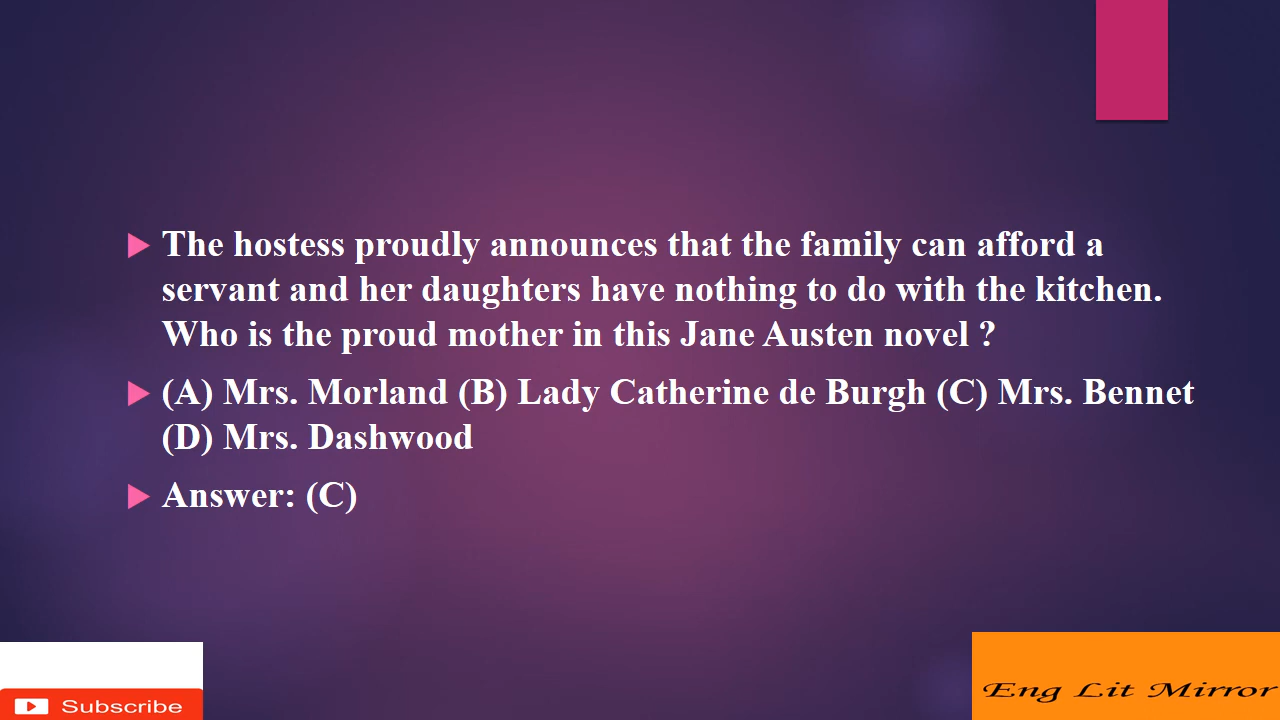 The hostess proudly announces that the family can afford a
servant and her daughters have nothing to do with the kitchen.
Who is the proud mother in this Jane Austen novel ?
(A) Mrs. Morland (B) Lady Catherine de Burgh (C) Mrs. Bennet
(D) Mrs. Dashwood
Answer: (C)
Subscribe
Eng Lit Mirror